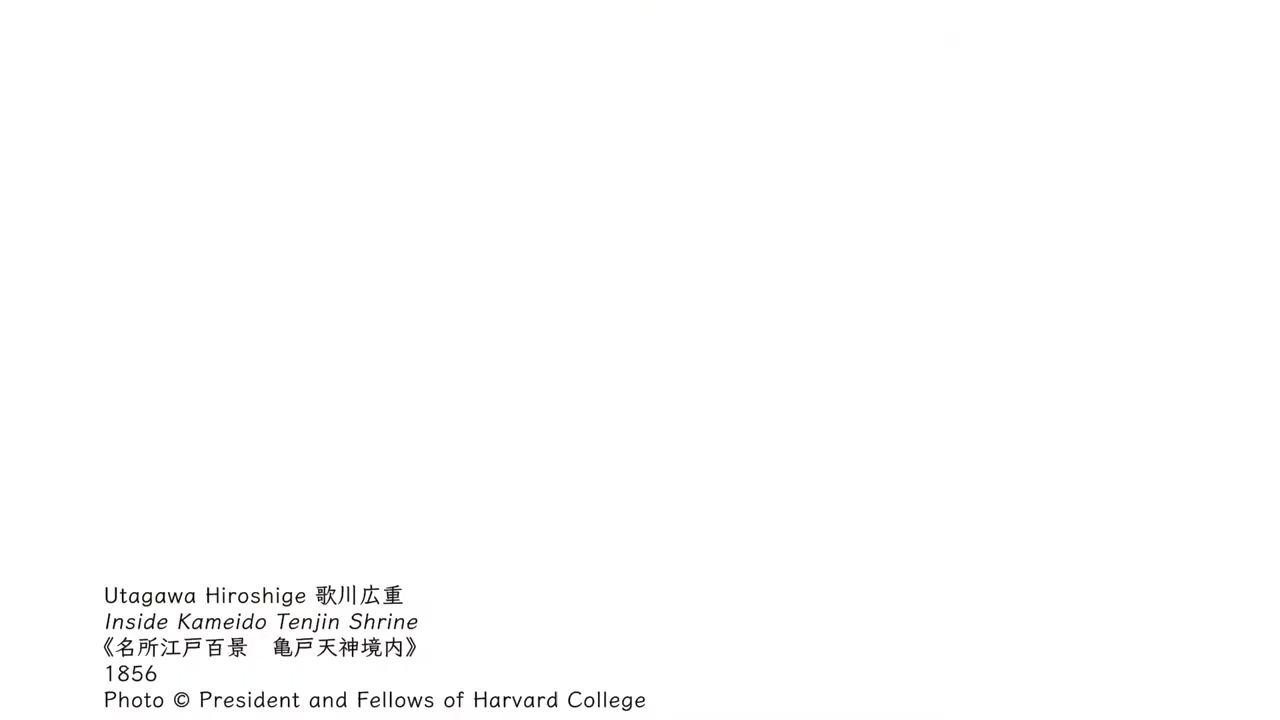 Utagawa Hiroshige 歌川広重
Inside Kameido Tenjin Shrine
《名所江戸百景　亀戸天神境内》
1856
Photo © President and Fellows of Harvard College